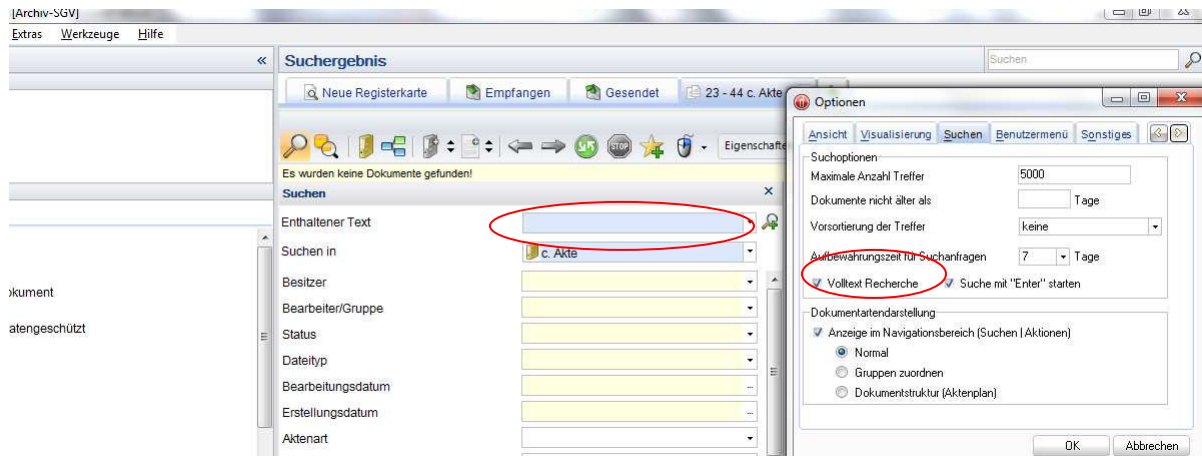 [Archiv-SGV]
Extras Werkzeuge Hilfe
« Suchergebnis
Suchen
Neue Registerkarte Empfangen Gesendet 23 - 44 c. Akte
STOP Eigenschafte
Es wurden keine Dokumente gefunden!
Suchen ×
Enthaltener Text
Suchen in c. Akte
Besitzer
Bearbeiter/Gruppe
Status
Dateityp
Bearbeitungsdatum ...
Erstellungsdatum ...
Aktenart
okument
atengeschützt
Optionen
Ansicht Visualisierung Suchen Benutzermenü Sonstiges
Suchoptionen
Maximale Anzahl Treffer 5000
Dokumente nicht älter als Tage
Vorsortierung der Treffer keine
Aufbewahrungszeit für Suchanfragen 7 Tage
Volltext Recherche Suche mit "Enter" starten
Dokumentartendarstellung
Anzeige im Navigationsbereich (Suchen | Aktionen)
Normal
Gruppen zuordnen
Dokumentstruktur (Aktenplan)
OK Abbrechen